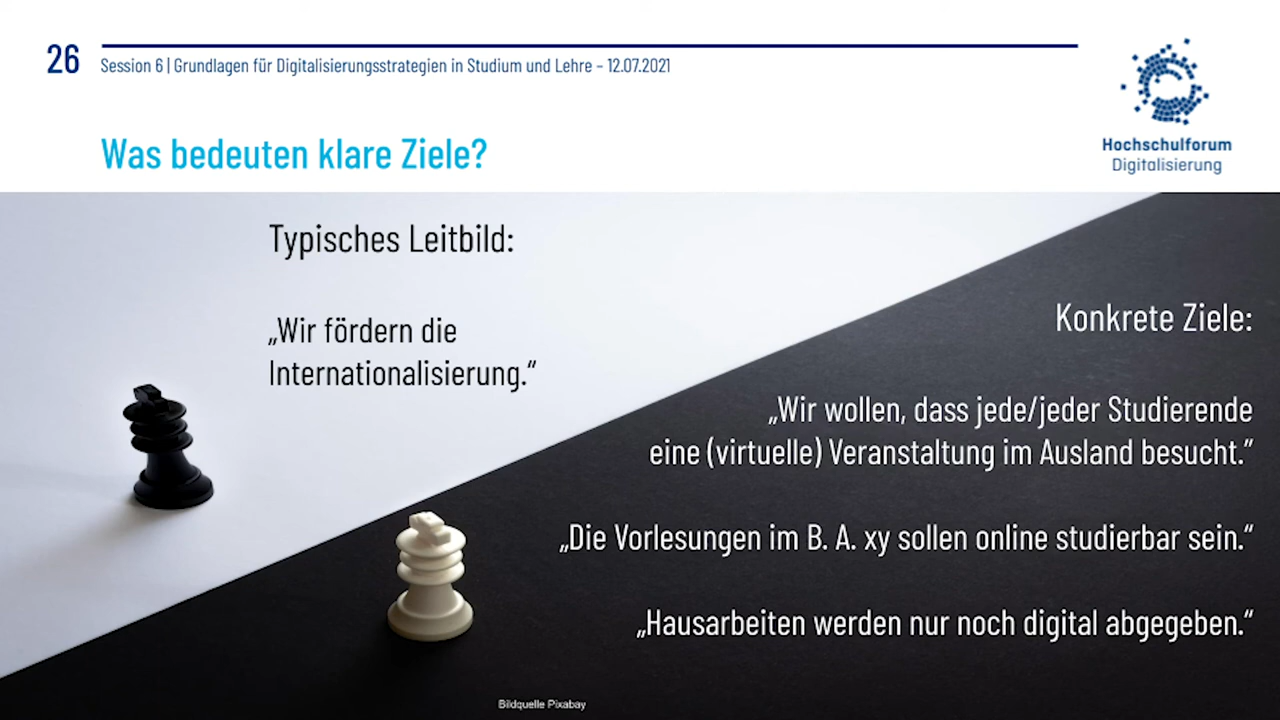 26
Session 6 | Grundlagen für Digitalisierungsstrategien in Studium und Lehre – 12.07.2021
Hochschulforum
Digitalisierung
Was bedeuten klare Ziele?
Typisches Leitbild:
„Wir fördern die
Internationalisierung.“
Konkrete Ziele:
„Wir wollen, dass jede/jeder Studierende
eine (virtuelle) Veranstaltung im Ausland besucht.”
„Die Vorlesungen im B. A. xy sollen online studierbar sein.“
„Hausarbeiten werden nur noch digital abgegeben.“
Bildquelle Pixabay